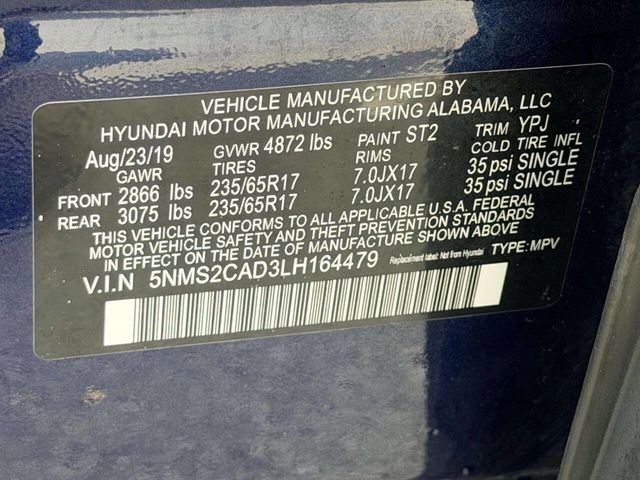 VEHICLE MANUFACTURED BY
HYUNDAI MOTOR MANUFACTURING ALABAMA, LLC
Aug/23/19 GVWR 4872 lbs PAINT ST2 TRIM YPJ
GAWR TIRES RIMS COLD TIRE INFL
FRONT 2866 lbs 235/65R17 7.0JX17 35 psi SINGLE
REAR 3075 lbs 235/65R17 7.0JX17 35 psi SINGLE
THIS VEHICLE CONFORMS TO ALL APPLICABLE U.S.A. FEDERAL
MOTOR VEHICLE SAFETY AND THEFT PREVENTION STANDARDS
IN EFFECT ON THE DATE OF MANUFACTURE SHOWN ABOVE
Replacement label: Not from Hyundai TYPE: MPV
V.I.N 5NMS2CAD3LH164479